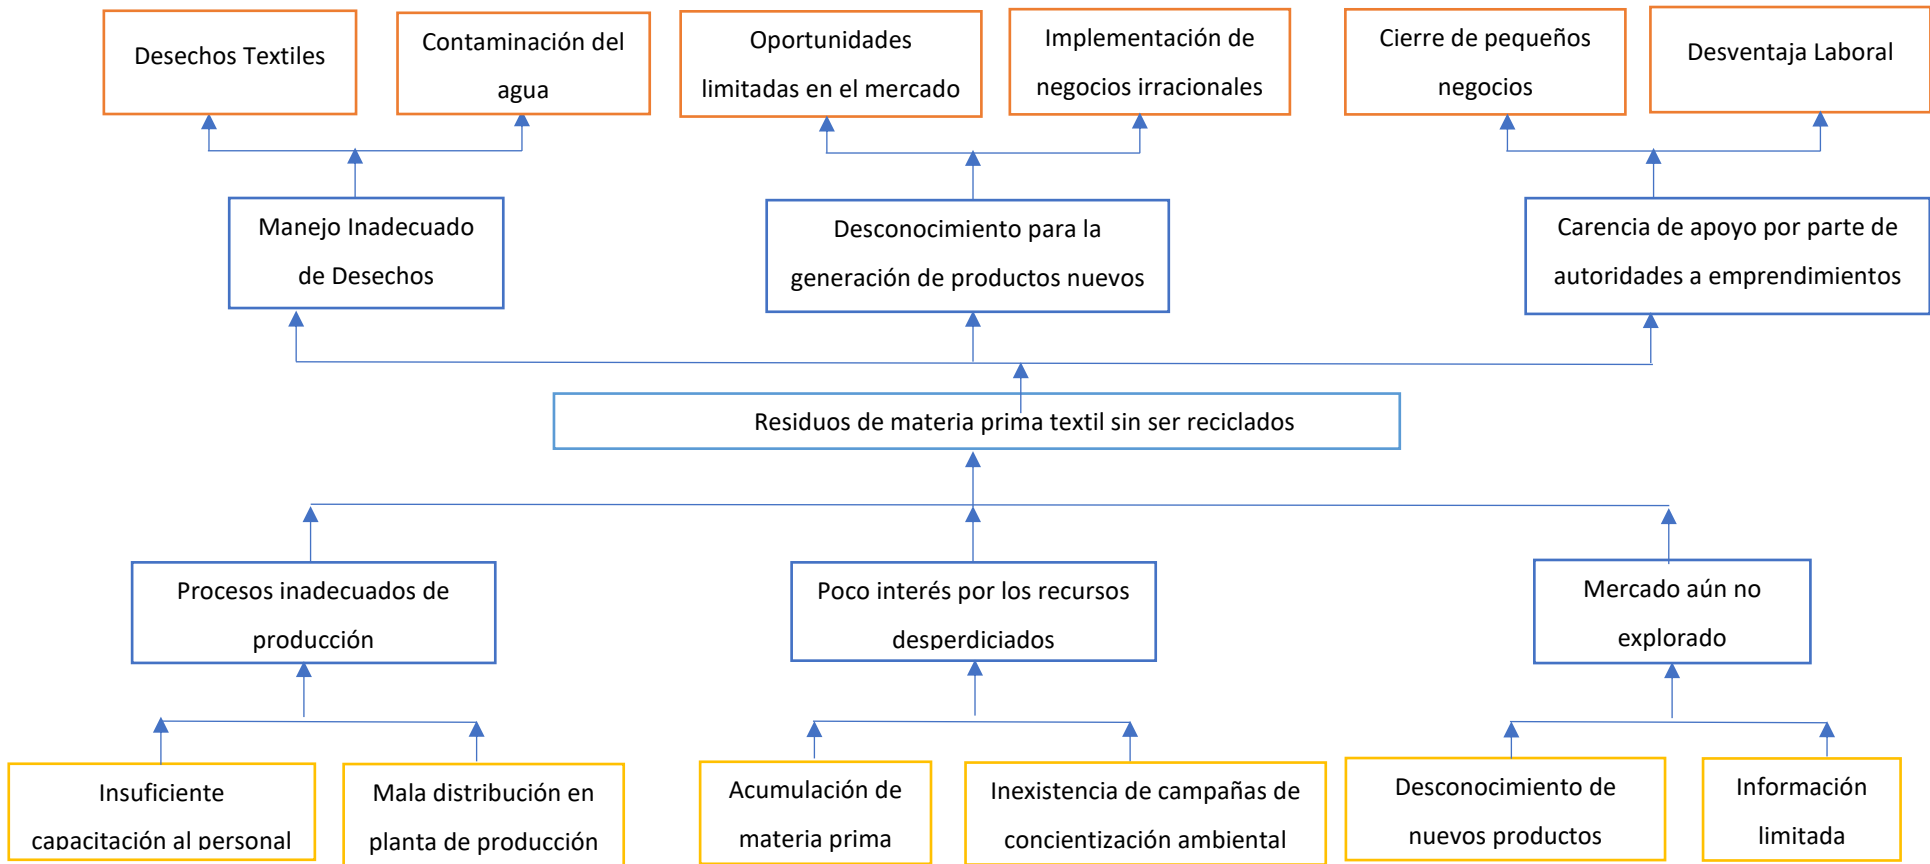 Desechos Textiles
Contaminación del
agua
Oportunidades
limitadas en el mercado
Implementación de
negocios irracionales
Cierre de pequeños
negocios
Desventaja Laboral
Manejo Inadecuado
de Desechos
Desconocimiento para la
generación de productos nuevos
Carencia de apoyo por parte de
autoridades a emprendimientos
Residuos de materia prima textil sin ser reciclados
Procesos inadecuados de
producción
Poco interés por los recursos
desperdiciados
Mercado aún no
explorado
Insuficiente
capacitación al personal
Mala distribución en
planta de producción
Acumulación de
materia prima
Inexistencia de campañas de
concientización ambiental
Desconocimiento de
nuevos productos
Información
limitada